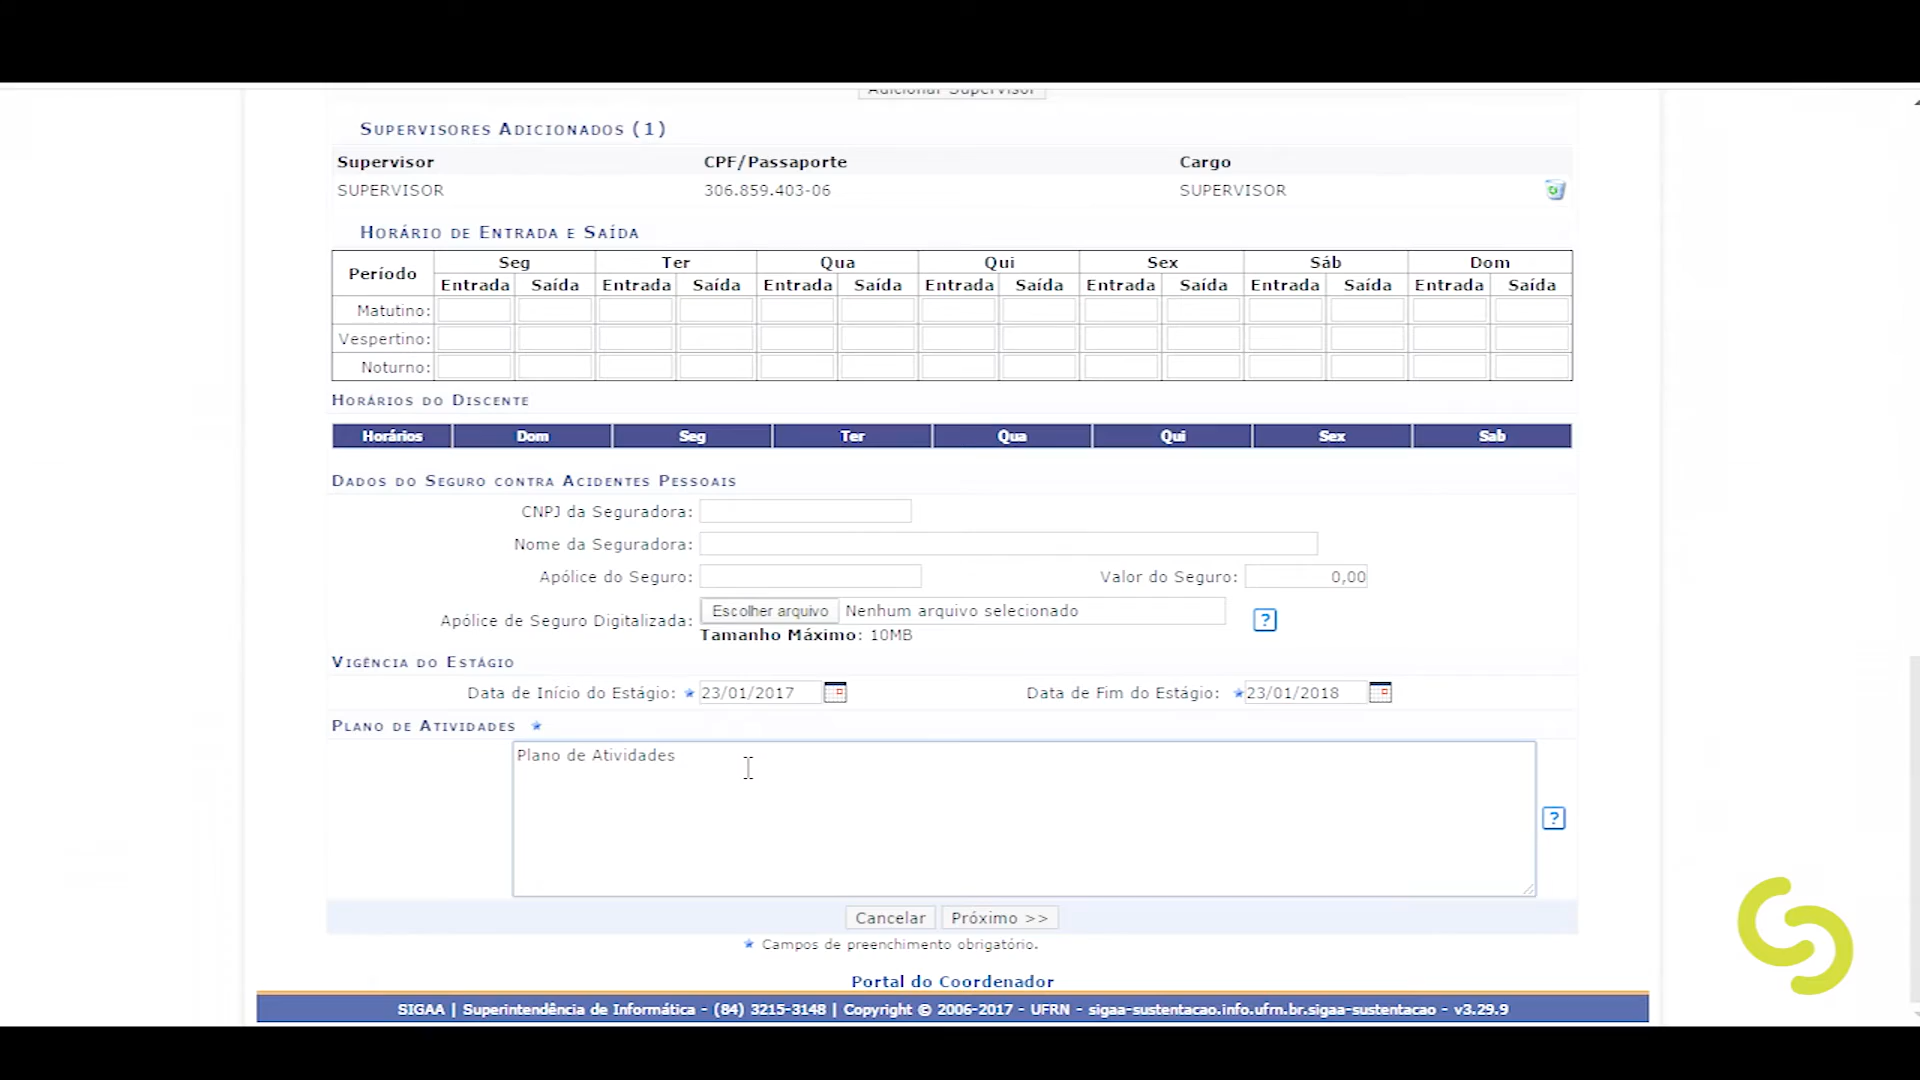 Adicionar Supervisor
Supervisores Adicionados (1)
Supervisor CPF/Passaporte Cargo
SUPERVISOR 306.859.403-06 SUPERVISOR
Horário de Entrada e Saída
Período Seg Ter Qua Qui Sex Sáb Dom
Entrada Saída Entrada Saída Entrada Saída Entrada Saída Entrada Saída Entrada Saída Entrada Saída
Matutino:
Vespertino:
Noturno:
Horários do Discente
Horários Dom Seg Ter Qua Qui Sex Sab
Dados do Seguro contra Acidentes Pessoais
CNPJ da Seguradora:
Nome da Seguradora:
Apólice do Seguro: Valor do Seguro: 0,00
Apólice de Seguro Digitalizada: Escolher arquivo Nenhum arquivo selecionado ?
Tamanho Máximo: 10MB
Vigência do Estágio
Data de Início do Estágio: 23/01/2017 Data de Fim do Estágio: 23/01/2018
Plano de Atividades
Plano de Atividades
?
Cancelar Próximo >>
Campos de preenchimento obrigatório.
Portal do Coordenador
SIGAA | Superintendência de Informática - (84) 3215-3148 | Copyright © 2006-2017 - UFRN - sigaa-sustentacao.info.ufrn.br.sigaa-sustentacao - v3.29.9